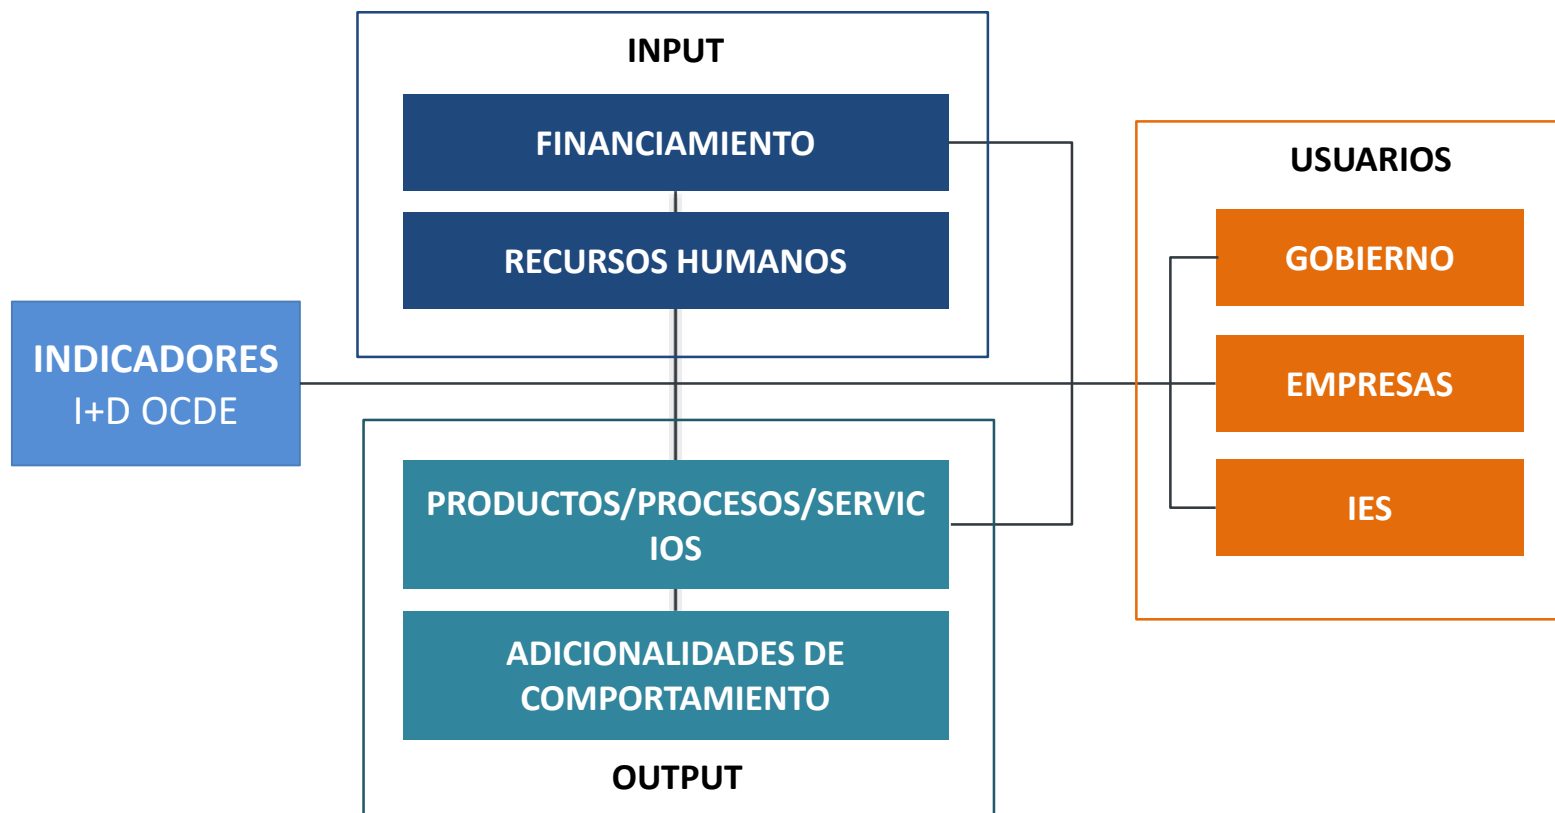 INPUT
FINANCIAMIENTO
RECURSOS HUMANOS
INDICADORES
I+D OCDE
PRODUCTOS/PROCESOS/SERVIC
IOS
ADICIONALIDADES DE
COMPORTAMIENTO
OUTPUT
USUARIOS
GOBIERNO
EMPRESAS
IES